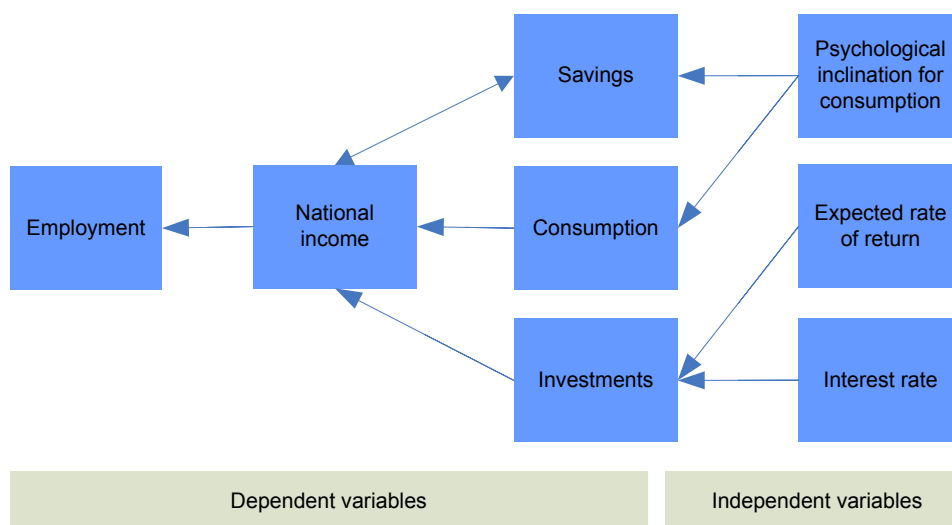 Savings
Psychological
inclination for
consumption
Employment
National
income
Consumption
Expected rate
of return
Investments
Interest rate
Dependent variables
Independent variables